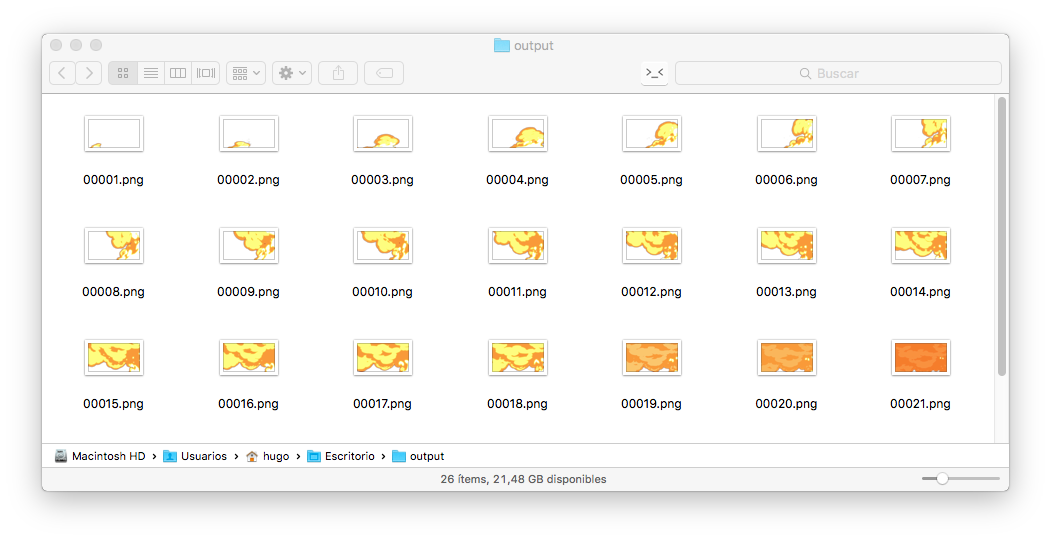 output
>_<
Buscar
00001.png 00002.png 00003.png 00004.png 00005.png 00006.png 00007.png
00008.png 00009.png 00010.png 00011.png 00012.png 00013.png 00014.png
00015.png 00016.png 00017.png 00018.png 00019.png 00020.png 00021.png
Macintosh HD › Usuarios › hugo › Escritorio › output
26 ítems, 21,48 GB disponibles